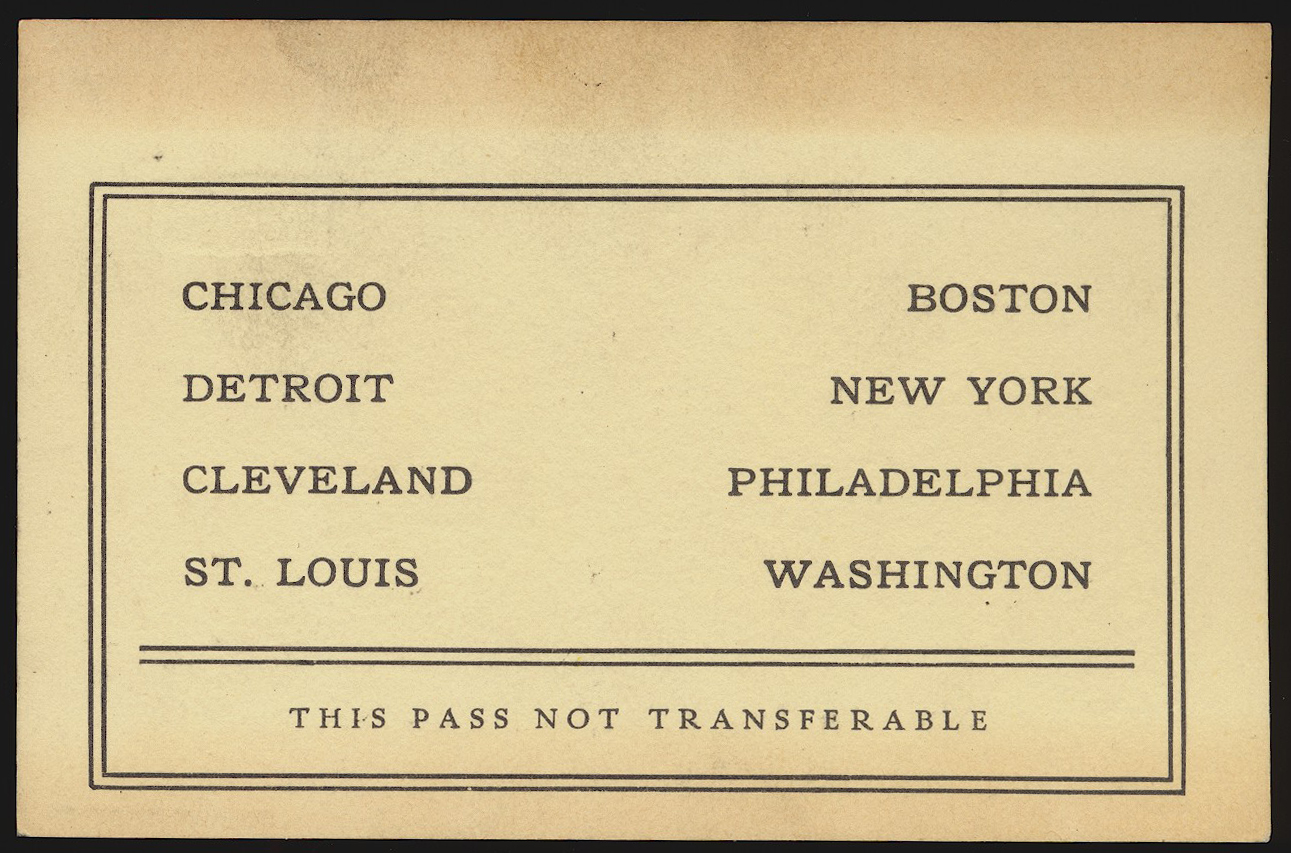 CHICAGO BOSTON
DETROIT NEW YORK
CLEVELAND PHILADELPHIA
ST. LOUIS WASHINGTON
THIS PASS NOT TRANSFERABLE